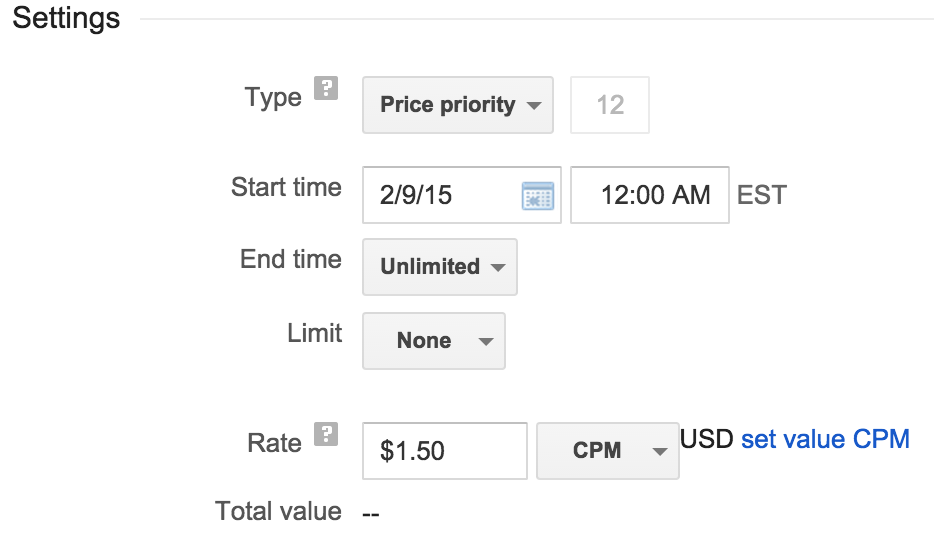 Settings
Type ? Price priority 12
Start time 2/9/15 12:00 AM EST
End time Unlimited
Limit None
Rate ? $1.50 CPM USD set value CPM
Total value --